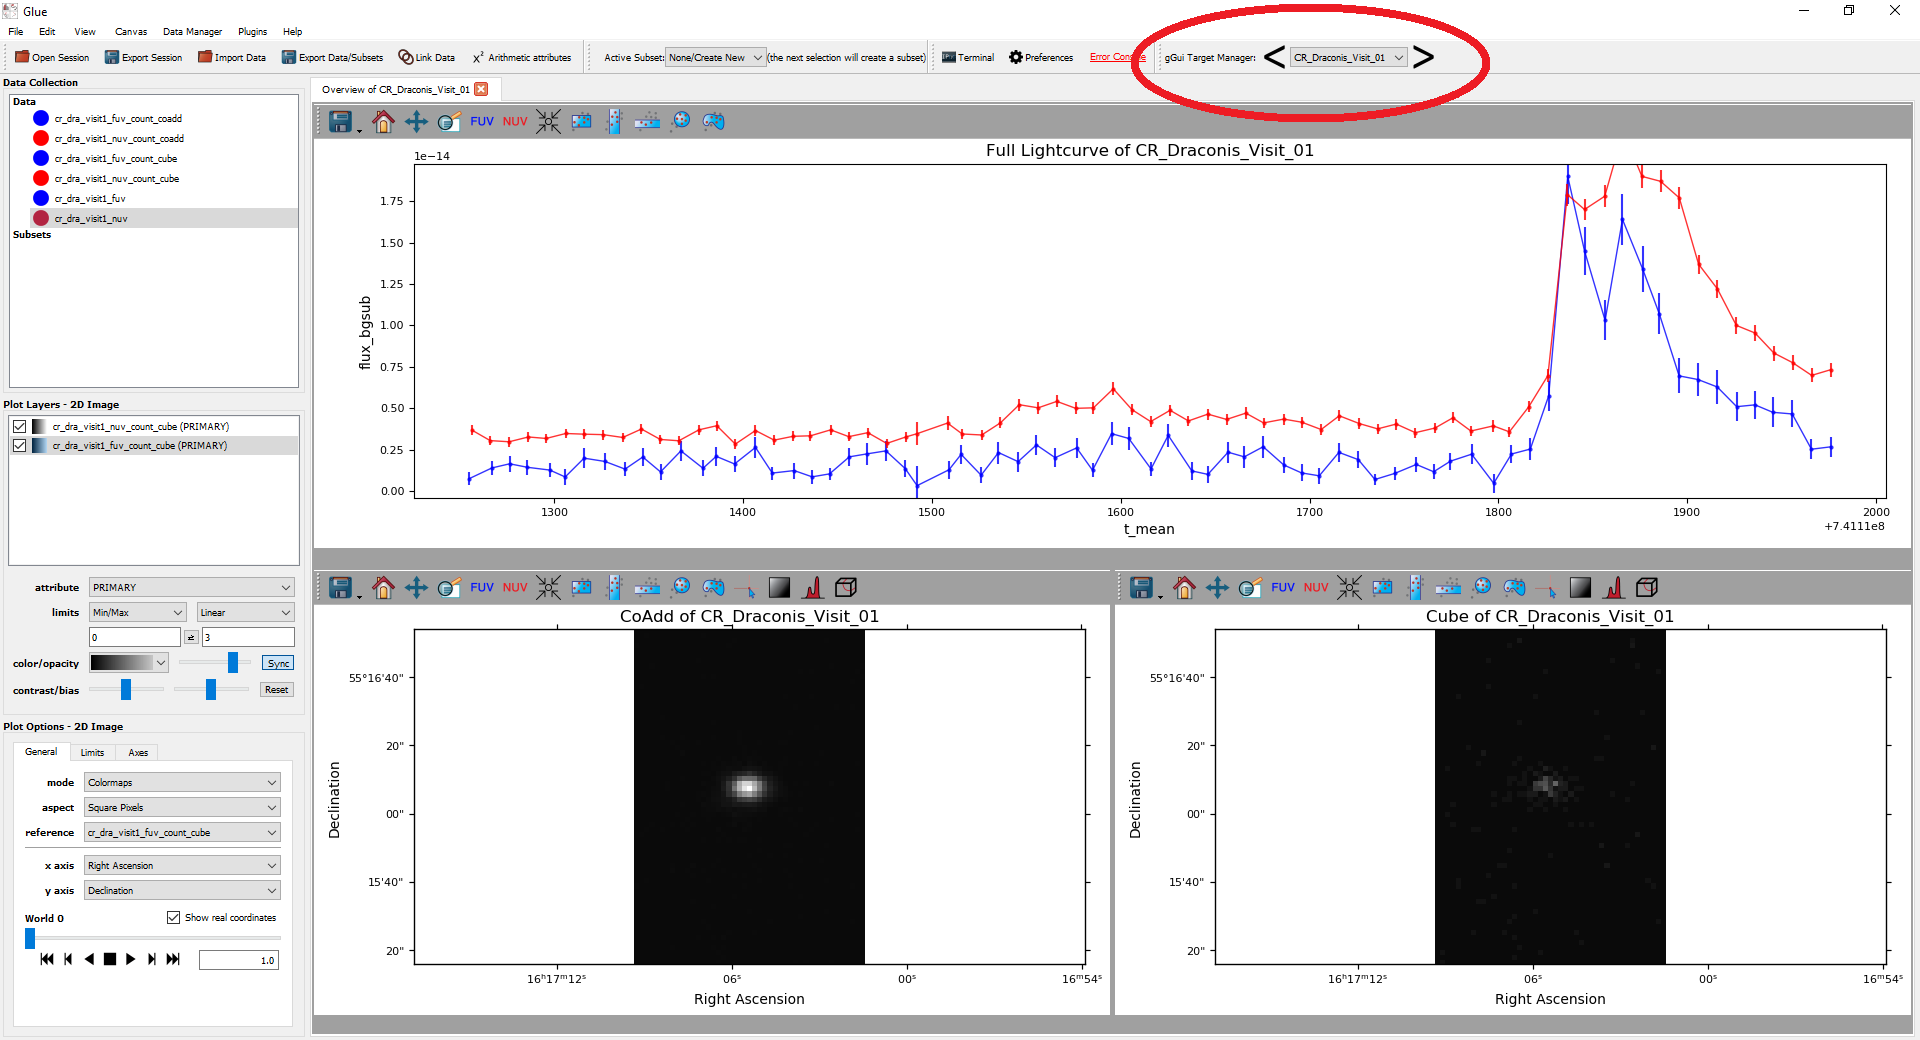 Glue
File Edit View Canvas Data Manager Plugins Help
Open Session Export Session Import Data Export Data/Subsets Link Data x² Arithmetic attributes Active Subset: None/Create New (the next selection will create a subset) Terminal Preferences Error Console gGui Target Manager: < CR_Draconis_Visit_01 >
Data Collection
Data
cr_dra_visit1_fuv_count_coadd
cr_dra_visit1_nuv_count_coadd
cr_dra_visit1_fuv_count_cube
cr_dra_visit1_nuv_count_cube
cr_dra_visit1_fuv
cr_dra_visit1_nuv
Subsets
Plot Layers - 2D Image
cr_dra_visit1_nuv_count_cube (PRIMARY)
cr_dra_visit1_fuv_count_cube (PRIMARY)
attribute PRIMARY
limits Min/Max Linear
0 3
color/opacity Sync
contrast/bias Reset
Plot Options - 2D Image
General Limits Axes
mode Colormaps
aspect Square Pixels
reference cr_dra_visit1_fuv_count_cube
x axis Right Ascension
y axis Declination
World 0 Show real coordinates
1.0
Overview of CR_Draconis_Visit_01
FUV NUV
Full Lightcurve of CR_Draconis_Visit_01
1e−14
1.75
1.50
1.25
1.00
0.75
0.50
0.25
0.00
flux_bgsub
1300 1400 1500 1600 1700 1800 1900 2000
t_mean
+7.4111e8
FUV NUV
CoAdd of CR_Draconis_Visit_01
55°16'40"
20"
00"
15'40"
20"
Declination
16ʰ17ᵐ12ˢ 06ˢ 00ˢ 16ᵐ54ˢ
Right Ascension
FUV NUV
Cube of CR_Draconis_Visit_01
55°16'40"
20"
00"
15'40"
20"
Declination
16ʰ17ᵐ12ˢ 06ˢ 00ˢ 16ᵐ54ˢ
Right Ascension